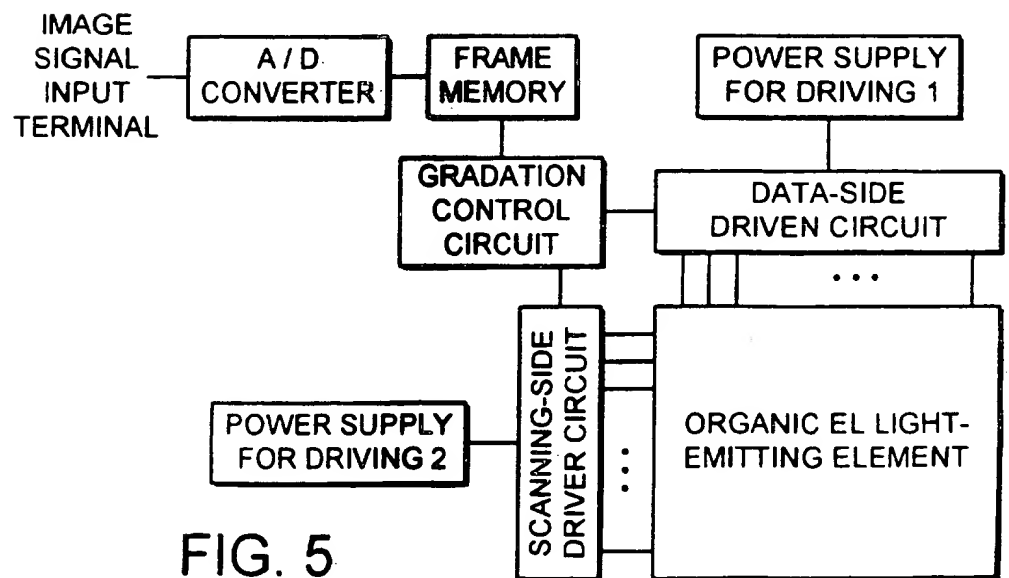 IMAGE
SIGNAL
INPUT
TERMINAL
A / D
CONVERTER
FRAME
MEMORY
POWER SUPPLY
FOR DRIVING 1
GRADATION
CONTROL
CIRCUIT
DATA-SIDE
DRIVEN CIRCUIT
• • •
SCANNING-SIDE
DRIVER CIRCUIT
POWER SUPPLY
FOR DRIVING 2
• • •
ORGANIC EL LIGHT-
EMITTING ELEMENT
FIG. 5